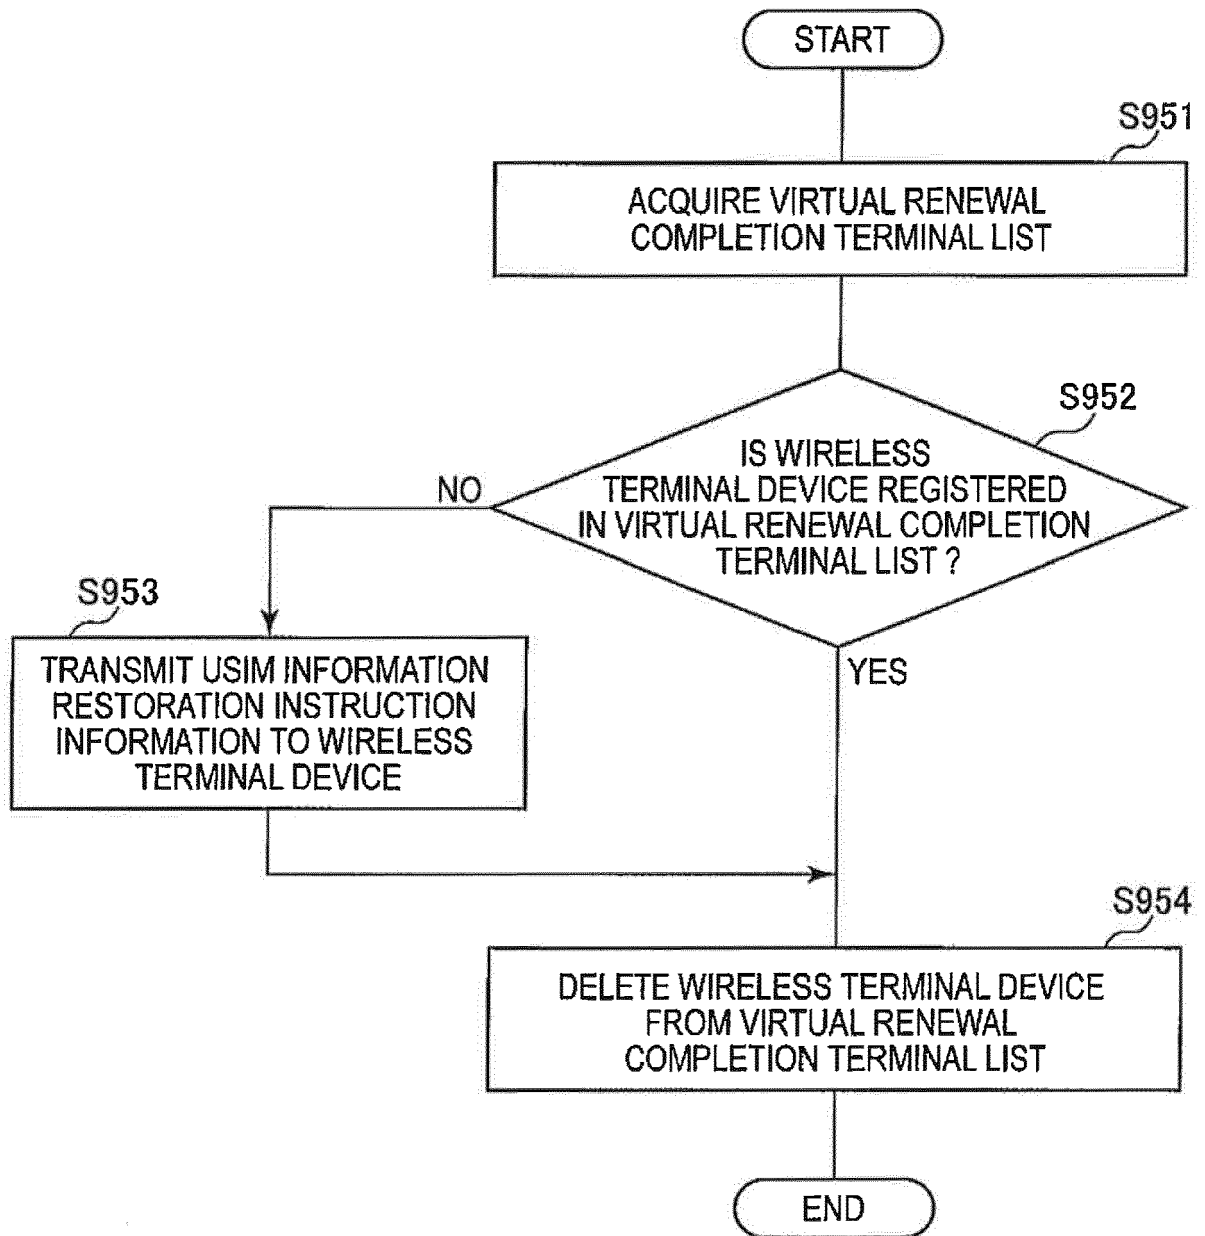 START
S951
ACQUIRE VIRTUAL RENEWAL
COMPLETION TERMINAL LIST
S952
IS WIRELESS
TERMINAL DEVICE REGISTERED
IN VIRTUAL RENEWAL COMPLETION
TERMINAL LIST ?
NO
YES
S953
TRANSMIT USIM INFORMATION
RESTORATION INSTRUCTION
INFORMATION TO WIRELESS
TERMINAL DEVICE
S954
DELETE WIRELESS TERMINAL DEVICE
FROM VIRTUAL RENEWAL
COMPLETION TERMINAL LIST
END